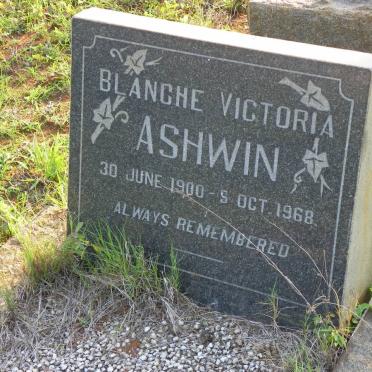 BLANCHE VICTORIA
ASHWIN
30 JUNE 1900 - 5 OCT. 1968
ALWAYS REMEMBERED